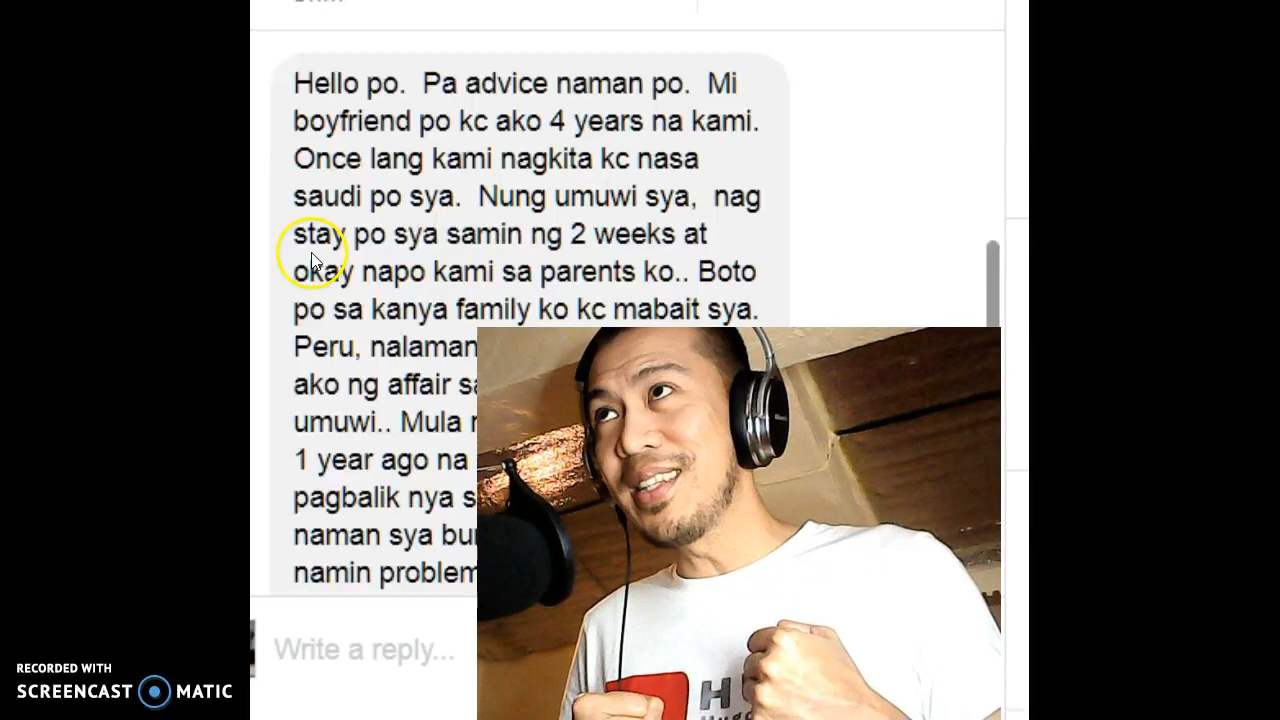 Hello po. Pa advice naman po. Mi
boyfriend po kc ako 4 years na kami.
Once lang kami nagkita kc nasa
saudi po sya. Nung umuwi sya, nag
stay po sya samin ng 2 weeks at
okay napo kami sa parents ko.. Boto
po sa kanya family ko kc mabait sya.
Peru, nalaman
ako ng affair
umuwi.. Mula
1 year ago na
pagbalik nya
naman sya
namin
Write a reply...
RECORDED WITH
SCREENCAST MATIC